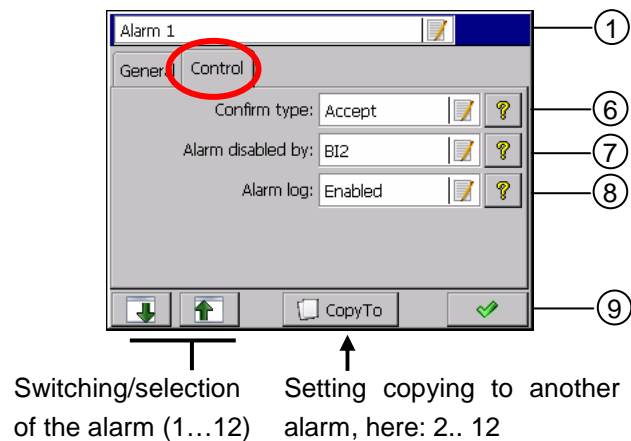 Alarm 1
1
General Control
Confirm type: Accept ? 6
Alarm disabled by: BI2 ? 7
Alarm log: Enabled ? 8
CopyTo 9
Switching/selection
of the alarm (1…12)
Setting copying to another
alarm, here: 2.. 12